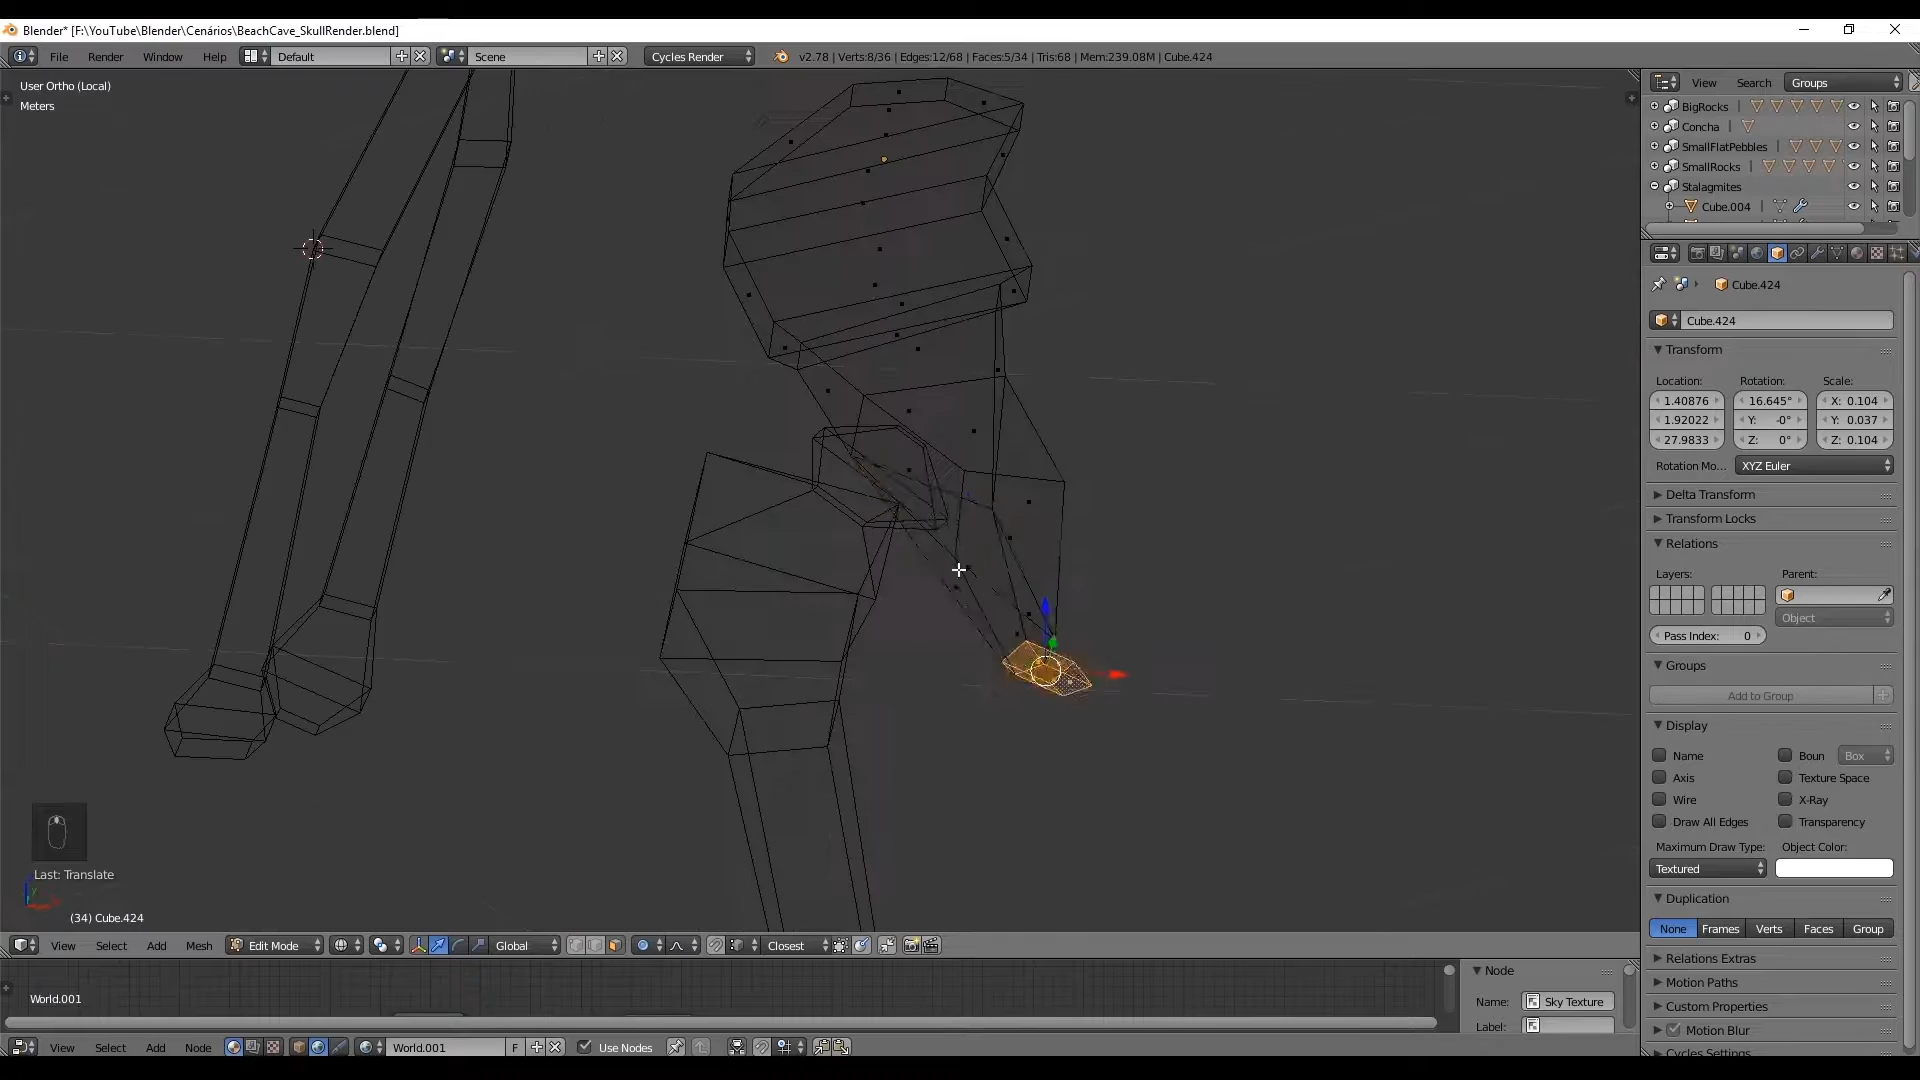 Blender* [F:\YouTube\Blender\Cenários\BeachCave_SkullRender.blend]
File Render Window Help Default Scene Cycles Render v2.78 | Verts:8/36 | Edges:12/68 | Faces:5/34 | Tris:68 | Mem:239.08M | Cube.424
User Ortho (Local)
Meters
View Search Groups
BigRocks
Concha
SmallFlatPebbles
SmallRocks
Stalagmites
Cube.004
Cube.424
Cube.424
Transform
Location: Rotation: Scale:
1.40876 16.645° X: 0.104
1.92022 Y: -0° Y: 0.037
27.9833 Z: 0° Z: 0.104
Rotation Mo... XYZ Euler
Delta Transform
Transform Locks
Relations
Layers: Parent:
Object
Pass Index: 0
Groups
Add to Group
Display
Name Boun Box
Axis Texture Space
Wire X-Ray
Draw All Edges Transparency
Maximum Draw Type: Object Color:
Textured
Duplication
None Frames Verts Faces Group
Relations Extras
Motion Paths
Custom Properties
Motion Blur
Cycles Settings
Last: Translate
(34) Cube.424
View Select Add Mesh Edit Mode Global Closest
World.001
Node
Name: Sky Texture
Label:
View Select Add Node World.001 F Use Nodes